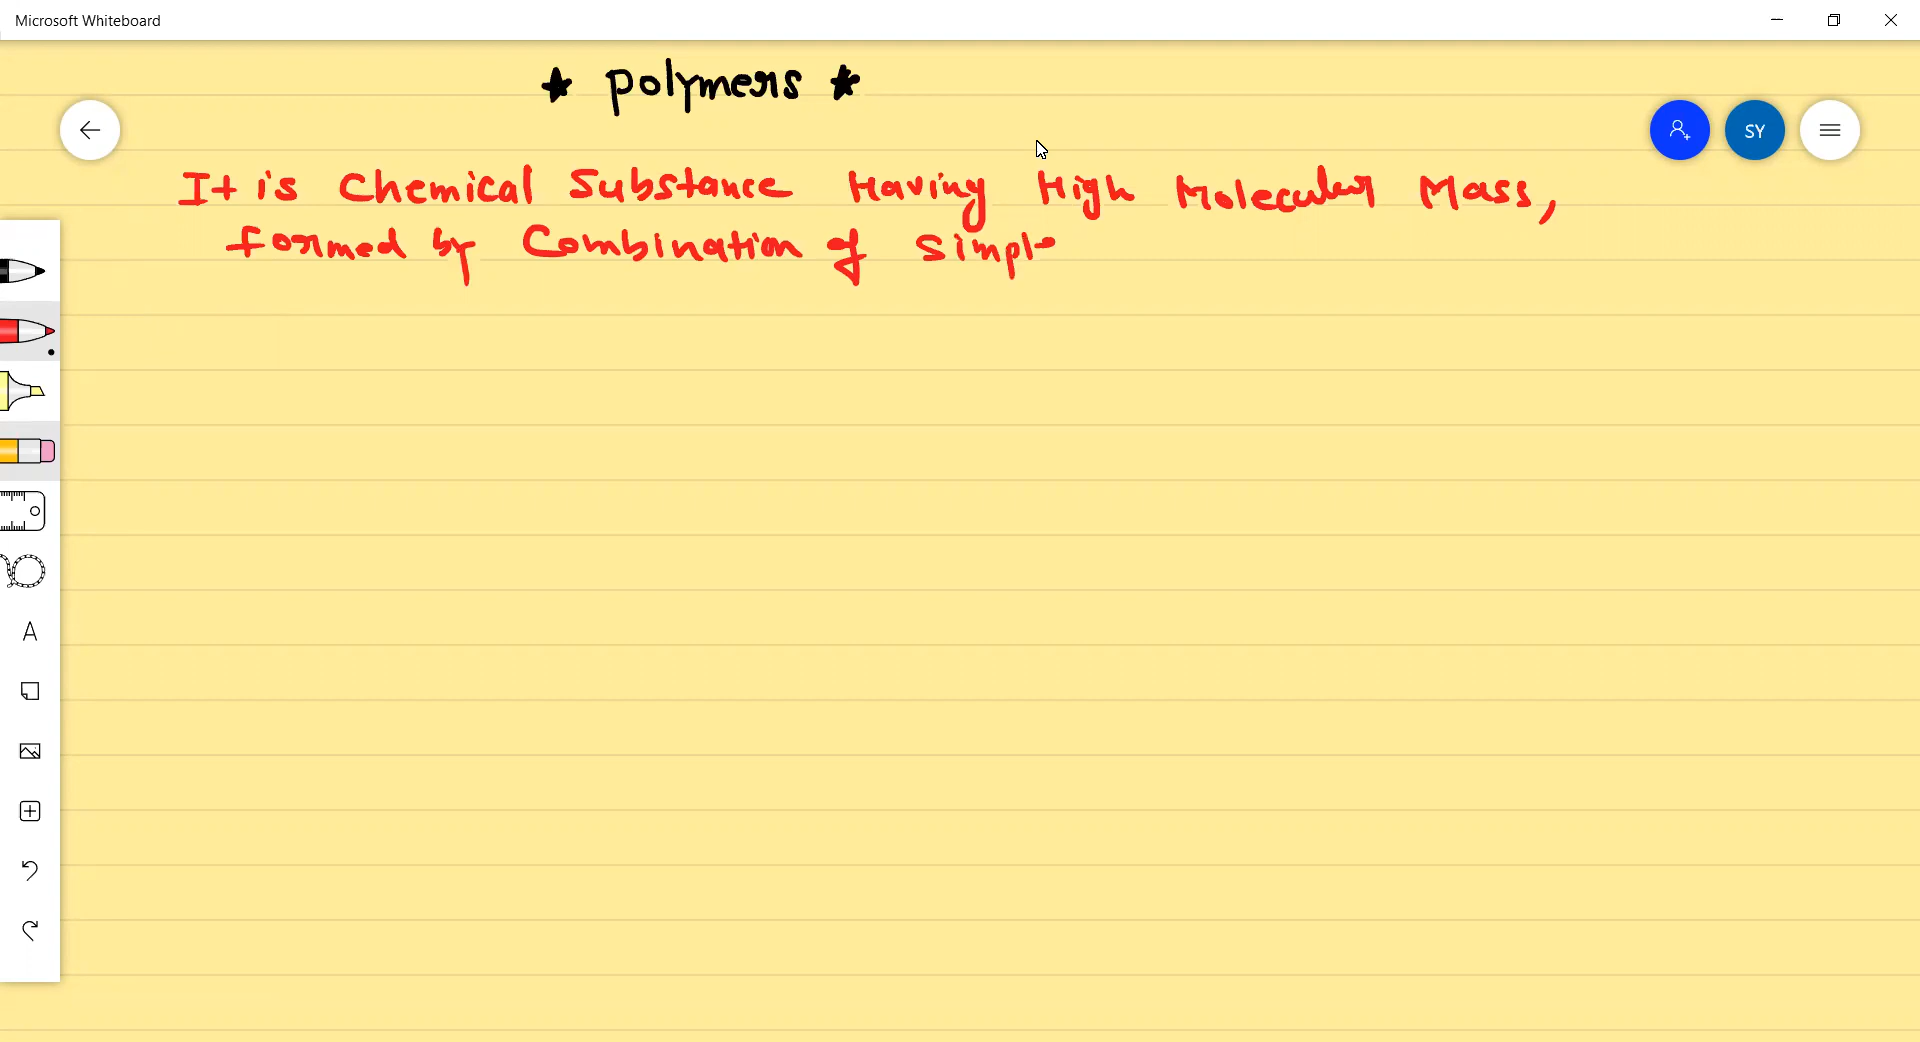 Microsoft Whiteboard
★ Polymers ★
SY
It is Chemical Substance Having High Molecular Mass,
formed by Combination of Simple
A